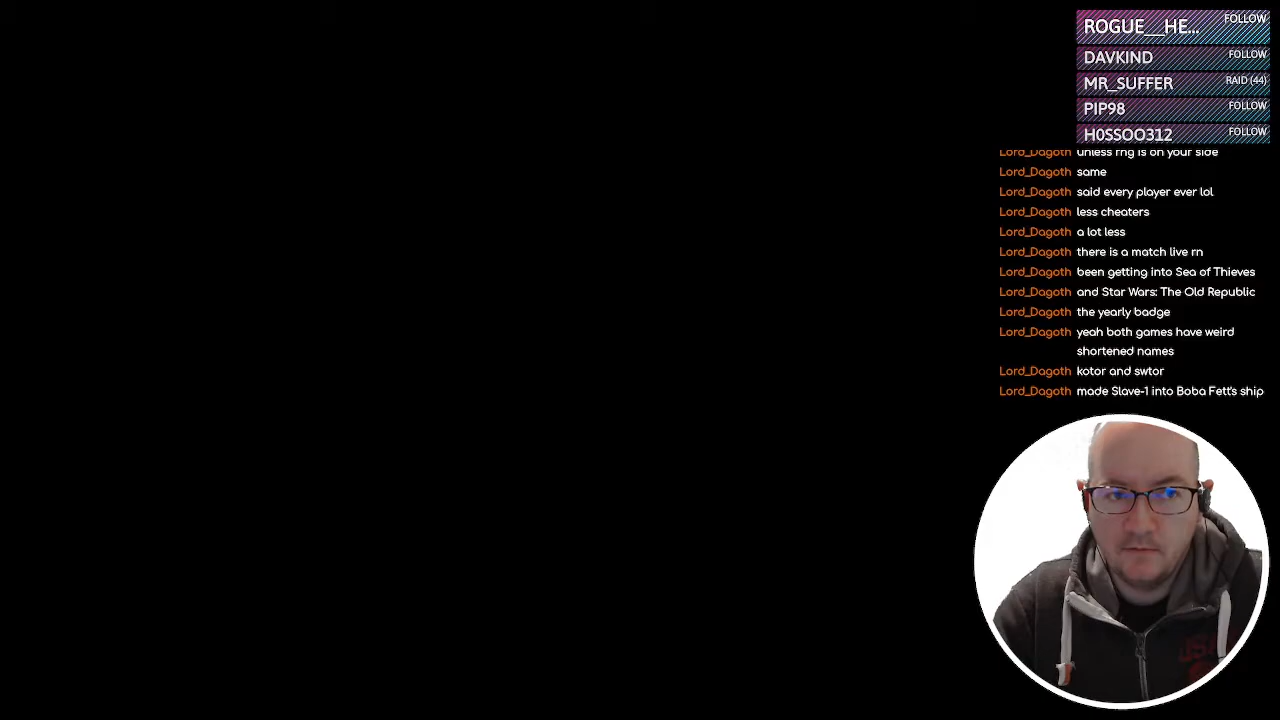 ROGUE__HE... FOLLOW
DAVKIND FOLLOW
MR_SUFFER RAID (44)
PIP98 FOLLOW
H0SSOO312 FOLLOW
Lord_Dagoth unless rng is on your side
Lord_Dagoth same
Lord_Dagoth said every player ever lol
Lord_Dagoth less cheaters
Lord_Dagoth a lot less
Lord_Dagoth there is a match live rn
Lord_Dagoth been getting into Sea of Thieves
Lord_Dagoth and Star Wars: The Old Republic
Lord_Dagoth the yearly badge
Lord_Dagoth yeah both games have weird
shortened names
Lord_Dagoth kotor and swtor
Lord_Dagoth made Slave-1 into Boba Fett's ship